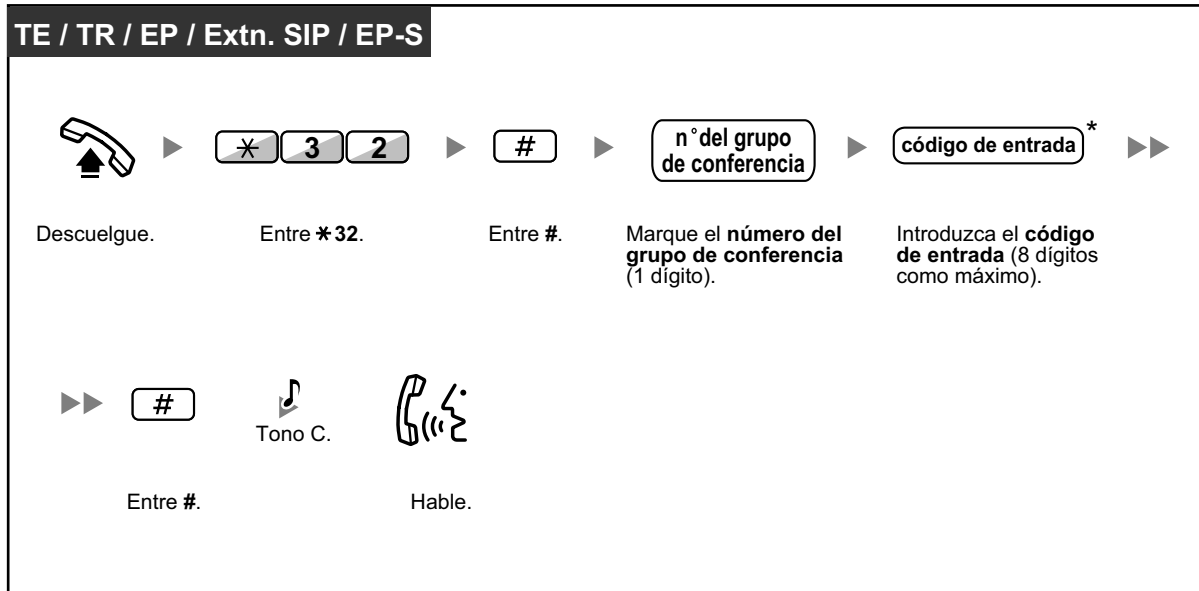 TE / TR / EP / Extn. SIP / EP-S
✳ 3 2 # n°del grupo
de conferencia código de entrada *
Descuelgue. Entre ✳32. Entre #. Marque el número del
grupo de conferencia
(1 dígito). Introduzca el código
de entrada (8 dígitos
como máximo).
#
Tono C.
Entre #. Hable.